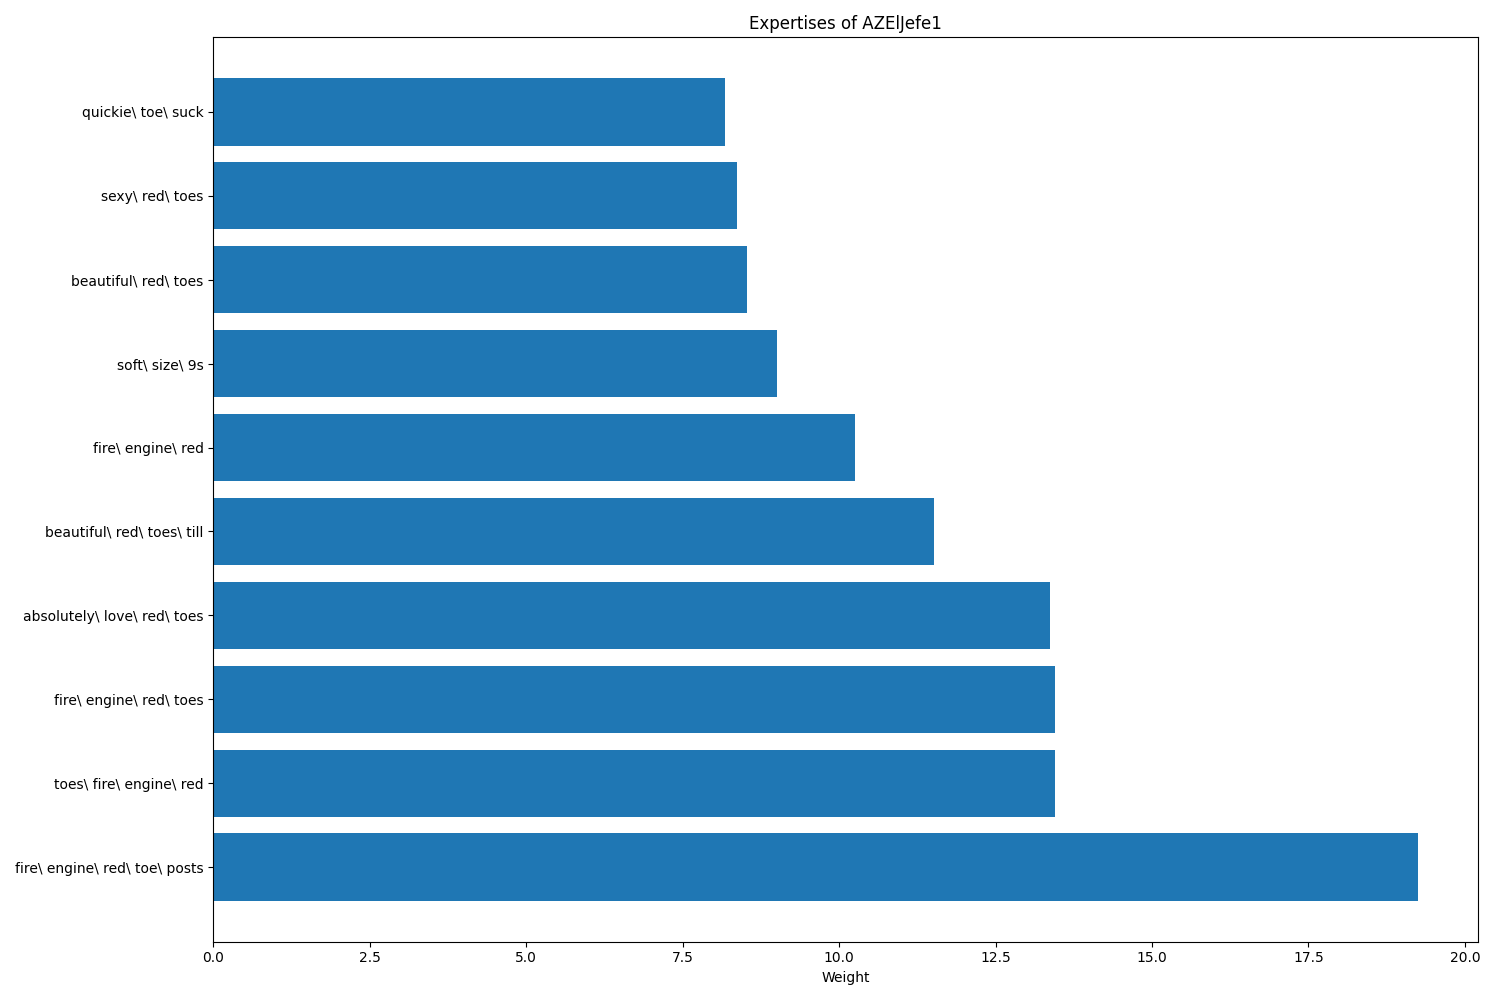 Expertises of AZElJefe1
quickie\ toe\ suck
sexy\ red\ toes
beautiful\ red\ toes
soft\ size\ 9s
fire\ engine\ red
beautiful\ red\ toes\ till
absolutely\ love\ red\ toes
fire\ engine\ red\ toes
toes\ fire\ engine\ red
fire\ engine\ red\ toe\ posts
0.0 2.5 5.0 7.5 10.0 12.5 15.0 17.5 20.0
Weight